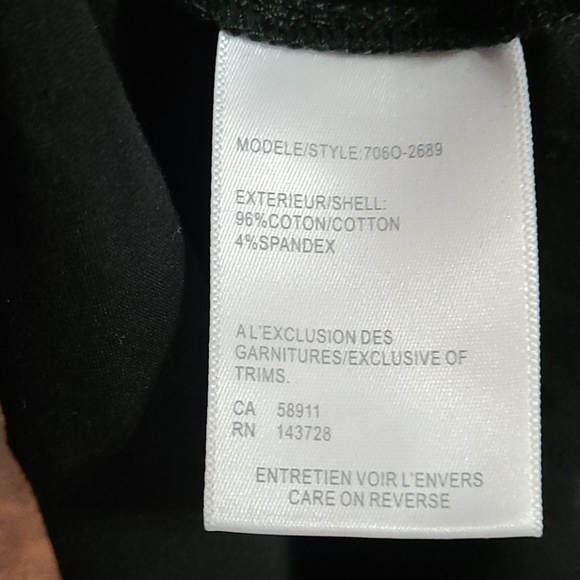 MODELE/STYLE:706O-2689
EXTERIEUR/SHELL:
96%COTON/COTTON
4%SPANDEX
A L'EXCLUSION DES
GARNITURES/EXCLUSIVE OF
TRIMS.
CA 58911
RN 143728
ENTRETIEN VOIR L'ENVERS
CARE ON REVERSE